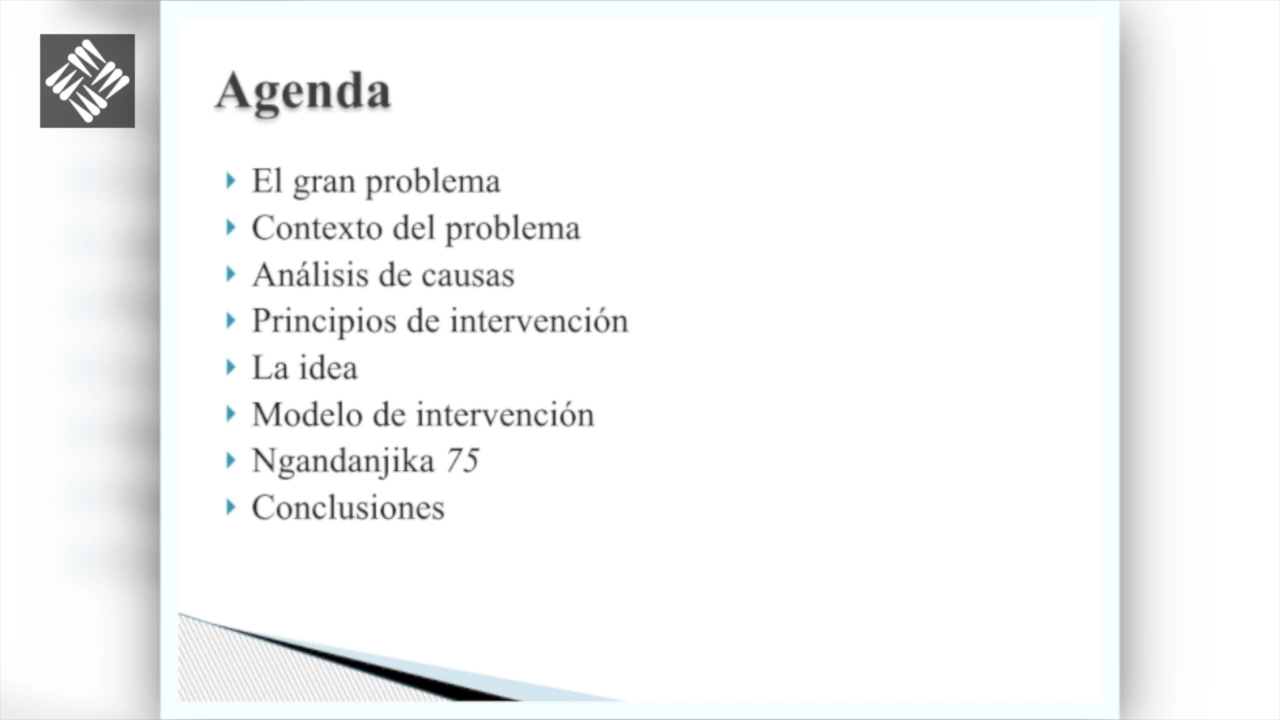 Agenda
El gran problema
Contexto del problema
Análisis de causas
Principios de intervención
La idea
Modelo de intervención
Ngandanjika 75
Conclusiones